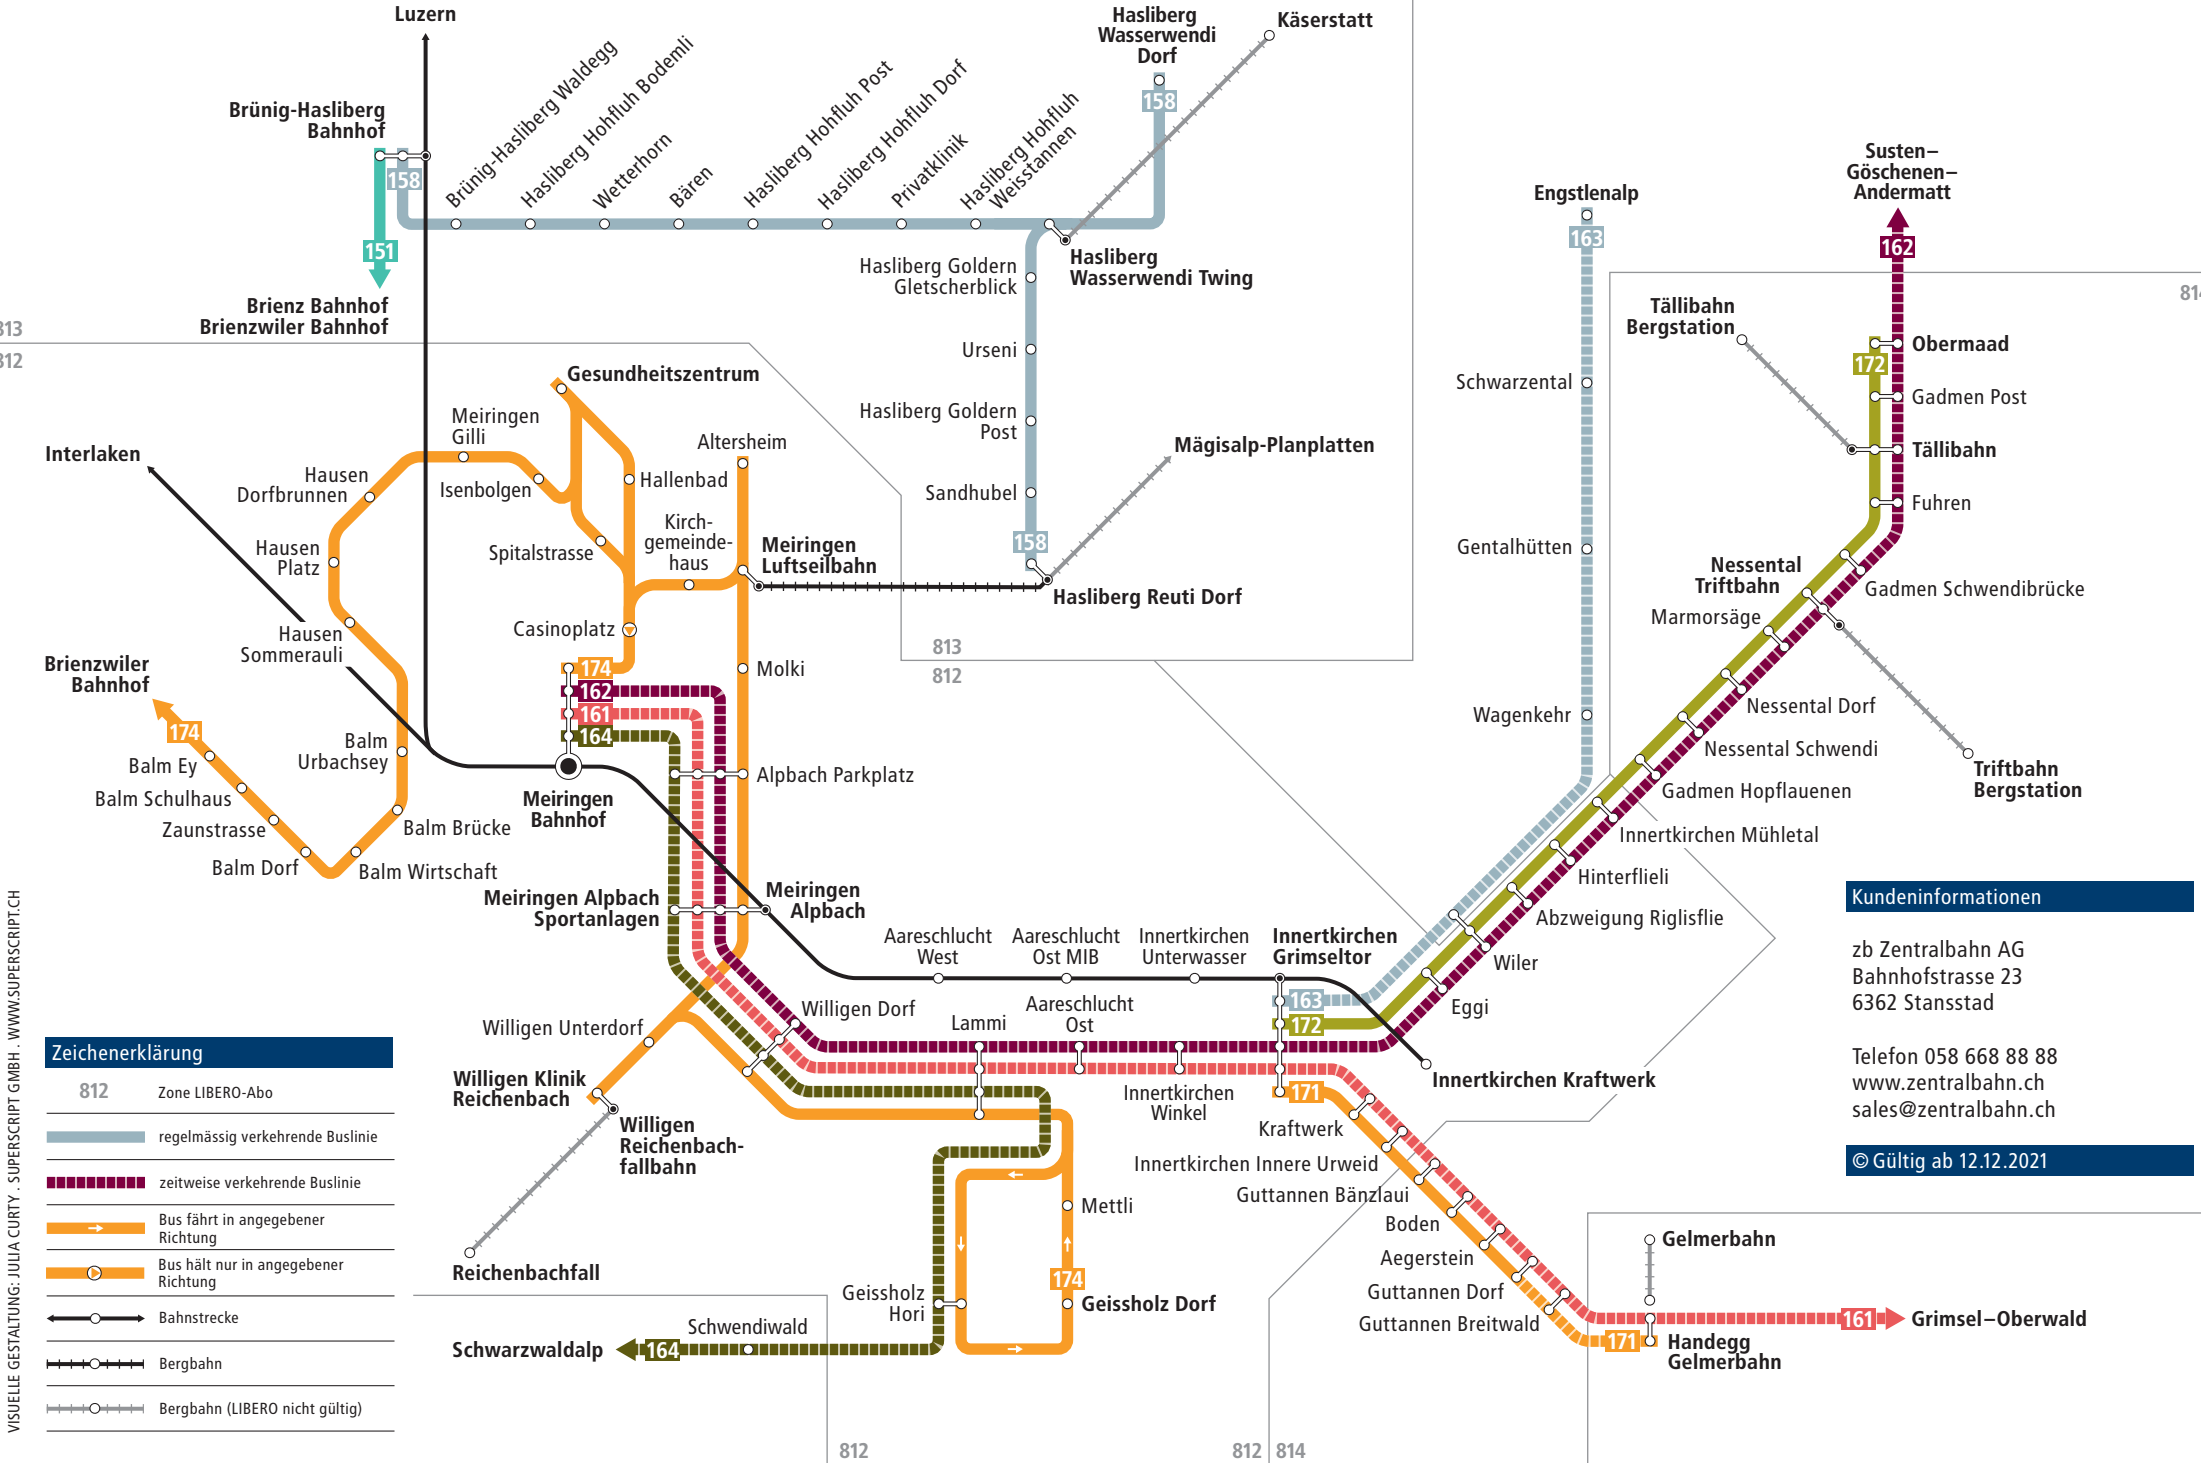 Luzern
Brünig-Hasliberg
Bahnhof
158
151
Brienz Bahnhof
Brienzwiler Bahnhof
Brünig-Hasliberg Waldegg
Hasliberg Hohfluh Bodemli
Wetterhorn
Bären
Hasliberg Hohfluh Post
Hasliberg Hohfluh Dorf
Privatklinik
Hasliberg Hohfluh
Weisstannen
Hasliberg
Wasserwendi
Dorf
158
Käserstatt
Hasliberg
Wasserwendi Twing
Hasliberg Goldern
Gletscherblick
Urseni
Hasliberg Goldern
Post
Sandhubel
158
Hasliberg Reuti Dorf
Mägisalp-Planplatten
813
812
Gesundheitszentrum
Meiringen
Gilli
Isenbolgen
Hausen
Dorfbrunnen
Hausen
Platz
Hausen
Sommerauli
Interlaken
Brienzwiler
Bahnhof
174
Balm Ey
Balm Schulhaus
Zaunstrasse
Balm Dorf
Balm Wirtschaft
Balm Brücke
Balm
Urbachsey
Altersheim
Hallenbad
Kirch-
gemeinde-
haus
Spitalstrasse
Meiringen
Luftseilbahn
Casinoplatz
Molki
174
162
161
164
Meiringen
Bahnhof
Alpbach Parkplatz
Meiringen Alpbach
Sportanlagen
Meiringen
Alpbach
813
812
Engstlenalp
163
Schwarzental
Gentalhütten
Wagenkehr
Susten–
Göschenen–
Andermatt
162
814
Tällibahn
Bergstation
172
Obermaad
Gadmen Post
Tällibahn
Fuhren
Nessental
Triftbahn
Gadmen Schwendibrücke
Marmorsäge
Nessental Dorf
Nessental Schwendi
Triftbahn
Bergstation
Gadmen Hopflauenen
Innertkirchen Mühletal
Hinterflieli
Abzweigung Riglisflie
Wiler
Eggi
Aareschlucht
West
Aareschlucht
Ost MIB
Innertkirchen
Unterwasser
Innertkirchen
Grimseltor
163
172
171
Willigen Dorf
Lammi
Aareschlucht
Ost
Innertkirchen
Winkel
Innertkirchen Kraftwerk
Willigen Unterdorf
Willigen Klinik
Reichenbach
Willigen
Reichenbach-
fallbahn
Reichenbachfall
Kraftwerk
Innertkirchen Innere Urweid
Guttannen Bänzlaui
Boden
Aegerstein
Guttannen Dorf
Guttannen Breitwald
Mettli
174
Geissholz Dorf
Geissholz
Hori
Schwendiwald
164
Schwarzwaldalp
Gelmerbahn
161
Grimsel–Oberwald
171
Handegg
Gelmerbahn
812
812
814
Kundeninformationen
zb Zentralbahn AG
Bahnhofstrasse 23
6362 Stansstad
Telefon 058 668 88 88
www.zentralbahn.ch
sales@zentralbahn.ch
© Gültig ab 12.12.2021
Zeichenerklärung
812 Zone LIBERO-Abo
regelmässig verkehrende Buslinie
zeitweise verkehrende Buslinie
Bus fährt in angegebener
Richtung
Bus hält nur in angegebener
Richtung
Bahnstrecke
Bergbahn
Bergbahn (LIBERO nicht gültig)
VISUELLE GESTALTUNG: JULIA CURTY . SUPERSCRIPT GMBH . WWW.SUPERSCRIPT.CH